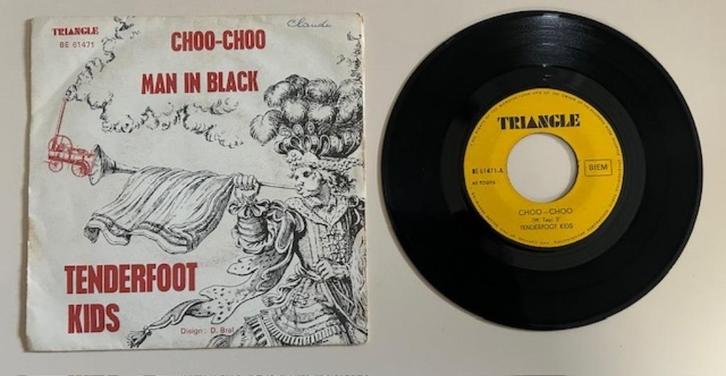 TRIANGLE
BE 61471
Claude
CHOO-CHOO
MAN IN BLACK
TENDERFOOT
KIDS
Disign: D. Bral
TRIANGLE
BE 61471-A
45 TOURS
BIEM
CHOO-CHOO
TENDERFOOT KIDS